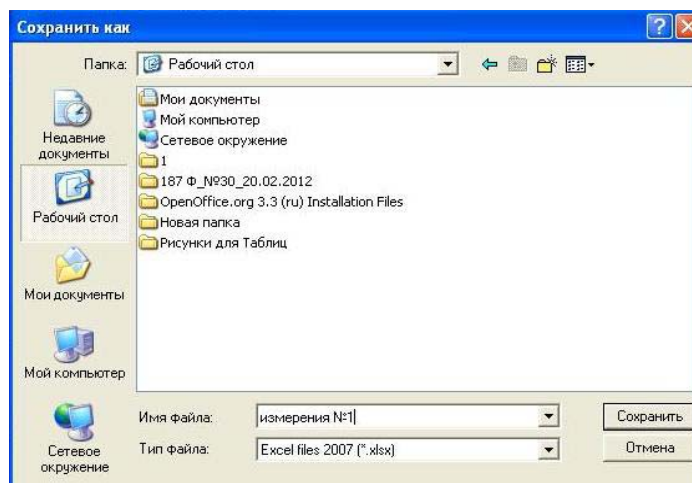 Сохранить как
Папка: Рабочий стол
Недавние документы
Рабочий стол
Мои документы
Мой компьютер
Сетевое окружение
Мои документы
Мой компьютер
Сетевое окружение
1
187 Ф_№30_20.02.2012
OpenOffice.org 3.3 (ru) Installation Files
Новая папка
Рисунки для Таблиц
Имя файла: измерения №1 Сохранить
Тип файла: Excel files 2007 (*.xlsx) Отмена